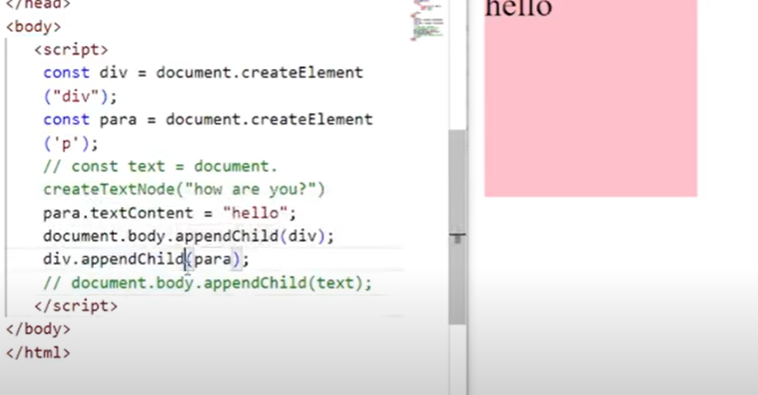 </head>
<body>
<script>
const div = document.createElement
("div");
const para = document.createElement
('p');
// const text = document.
createTextNode("how are you?")
para.textContent = "hello";
document.body.appendChild(div);
div.appendChild(para);
// document.body.appendChild(text);
</script>
</body>
</html>
hello